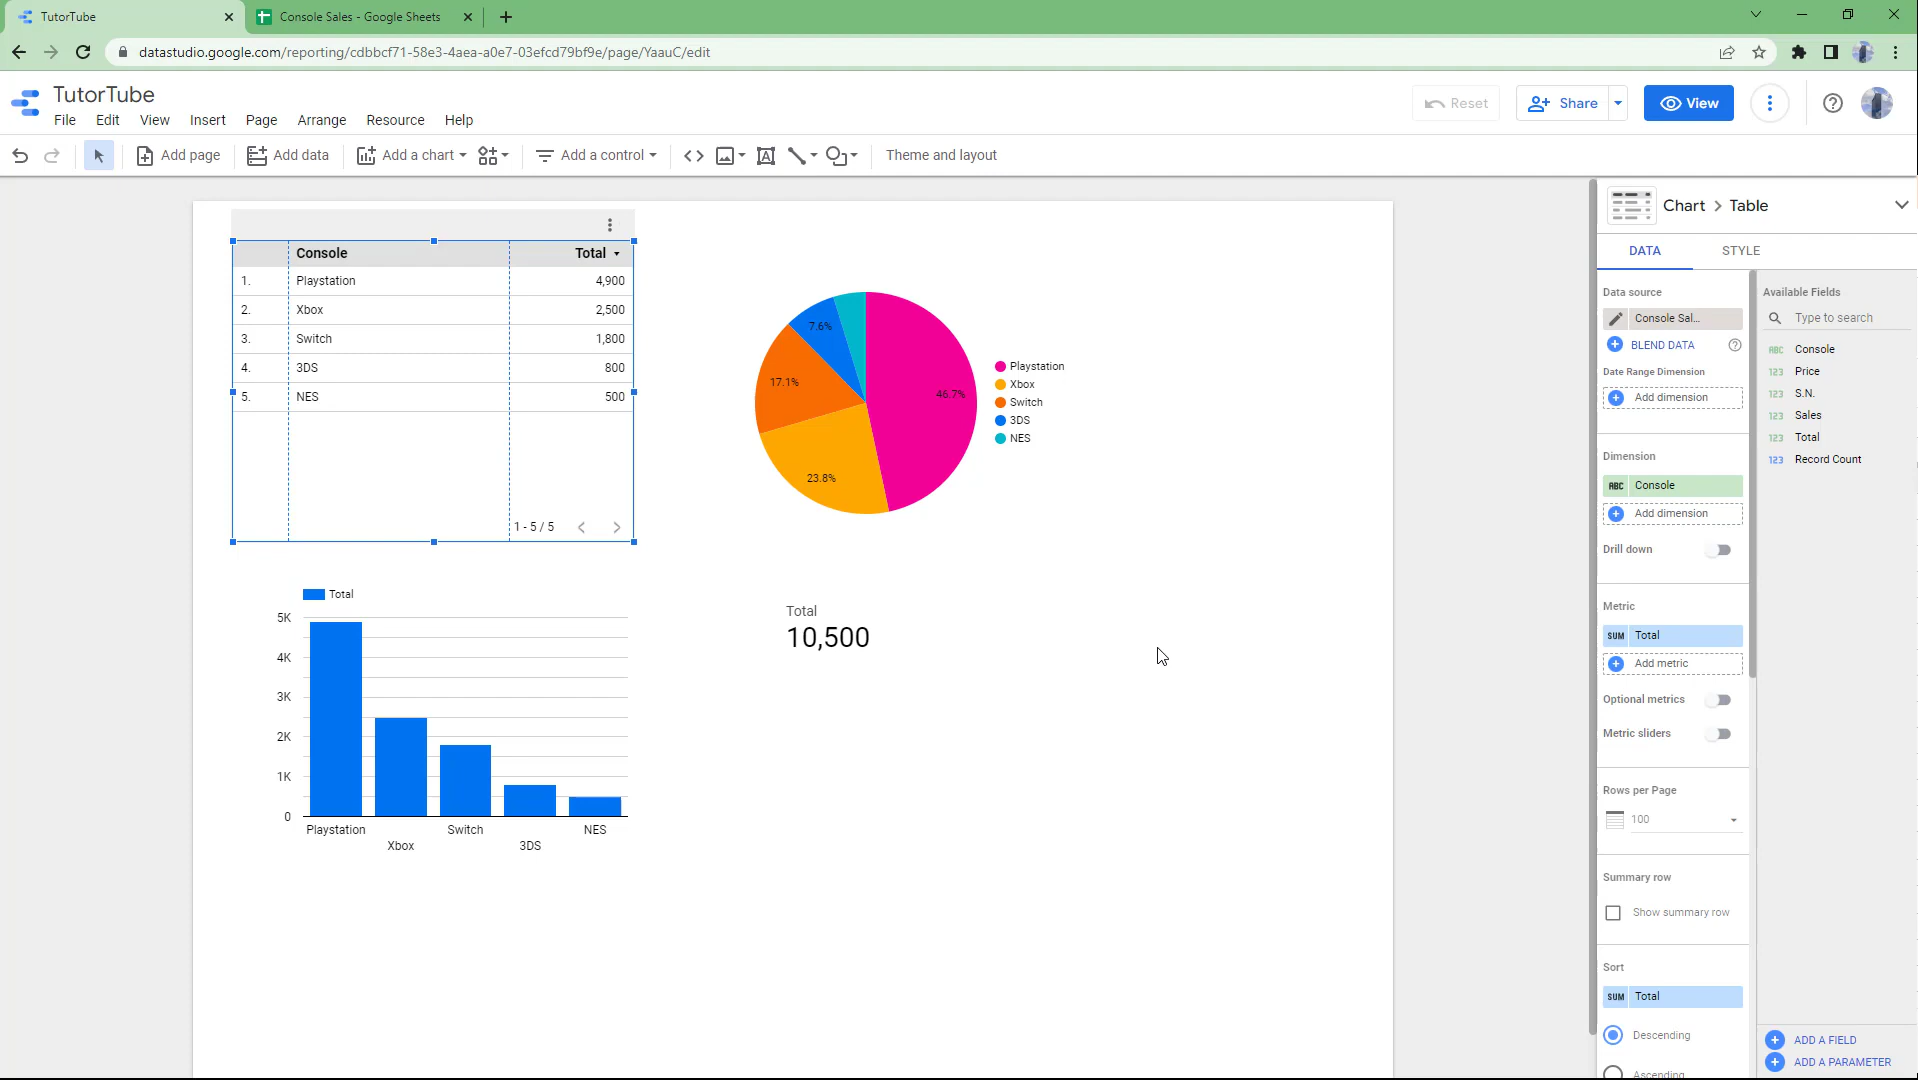 TutorTube
Console Sales - Google Sheets
datastudio.google.com/reporting/cdbbcf71-58e3-4aea-a0e7-03efcd79bf9e/page/YaauC/edit
TutorTube
File Edit View Insert Page Arrange Resource Help
Reset
Share
View
Add page
Add data
Add a chart
Add a control
Theme and layout
Console Total
1. Playstation 4,900
2. Xbox 2,500
3. Switch 1,800
4. 3DS 800
5. NES 500
1 - 5 / 5
7.6%
17.1%
46.7%
23.8%
Playstation
Xbox
Switch
3DS
NES
Total
5K
4K
3K
2K
1K
0
Playstation
Xbox
Switch
3DS
NES
Total
10,500
Chart > Table
DATA STYLE
Data source
Console Sal...
BLEND DATA
Date Range Dimension
Add dimension
Dimension
ABC Console
Add dimension
Drill down
Metric
SUM Total
Add metric
Optional metrics
Metric sliders
Rows per Page
100
Summary row
Show summary row
Sort
SUM Total
Descending
Ascending
Available Fields
Type to search
ABC Console
123 Price
123 S.N.
123 Sales
123 Total
123 Record Count
ADD A FIELD
ADD A PARAMETER